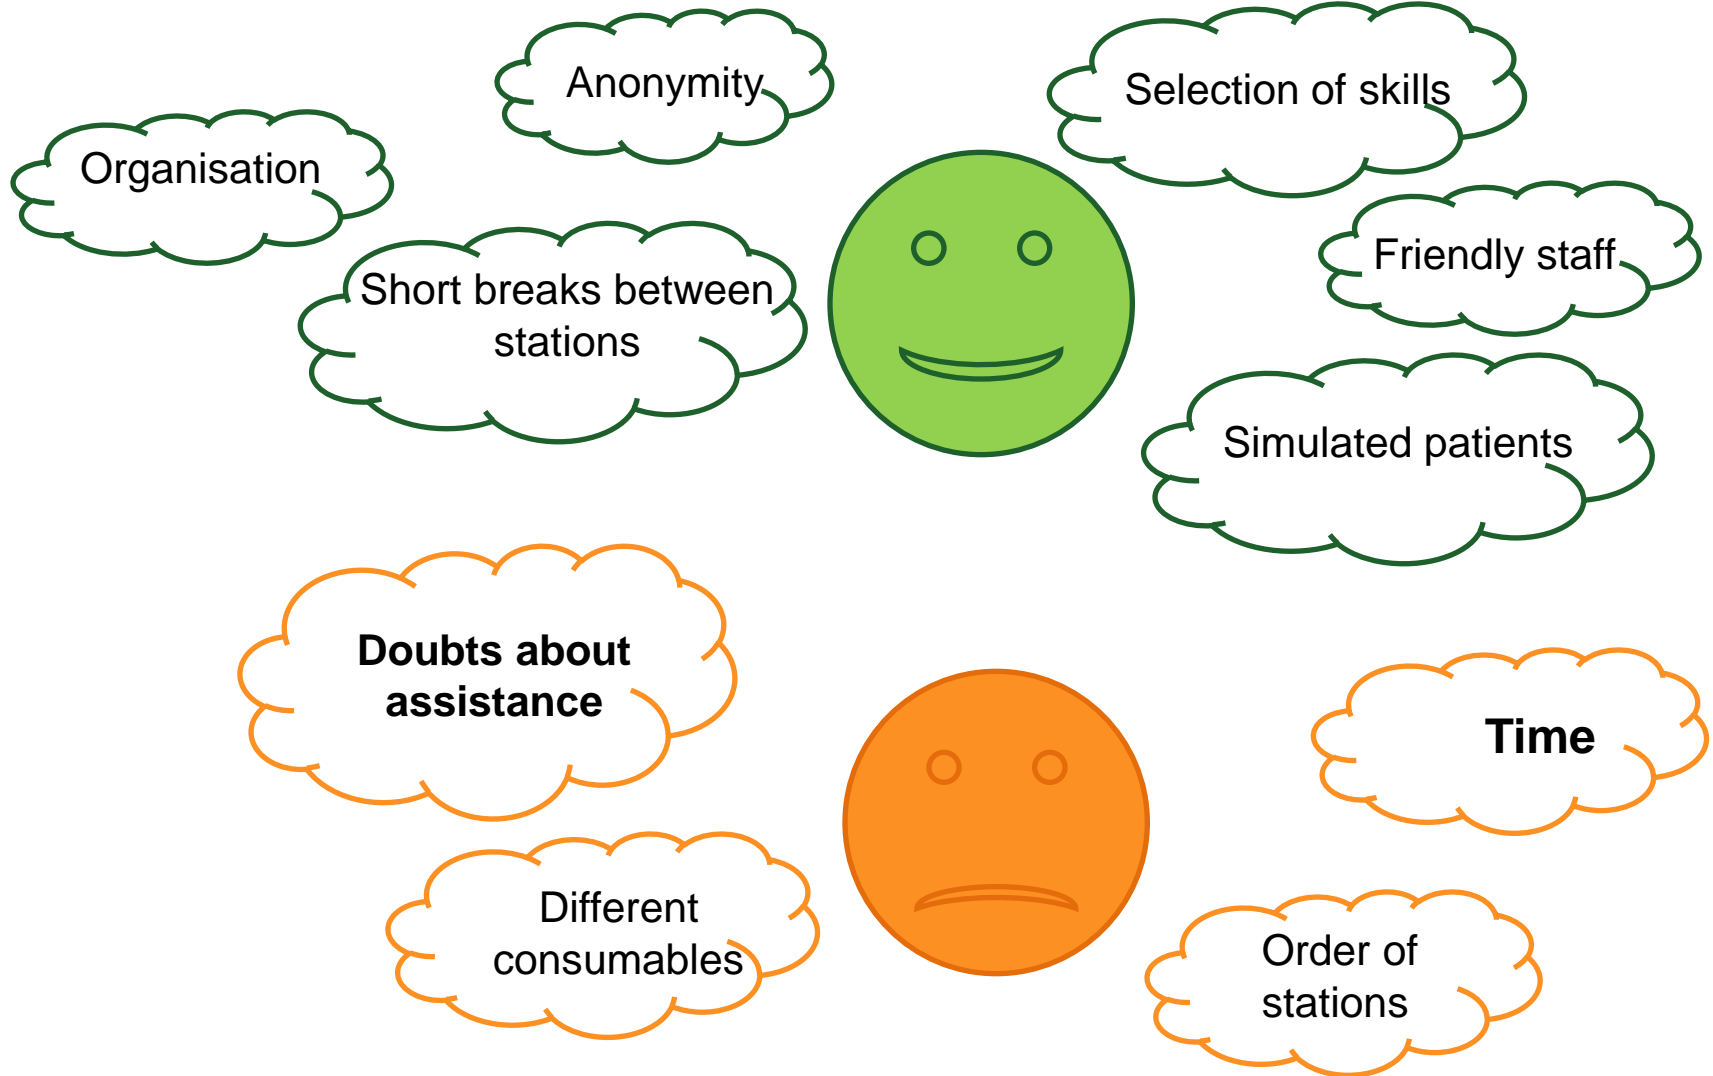 Anonymity
Selection of skills
Organisation
Friendly staff
Short breaks between
stations
Simulated patients
Doubts about
assistance
Time
Different
consumables
Order of
stations